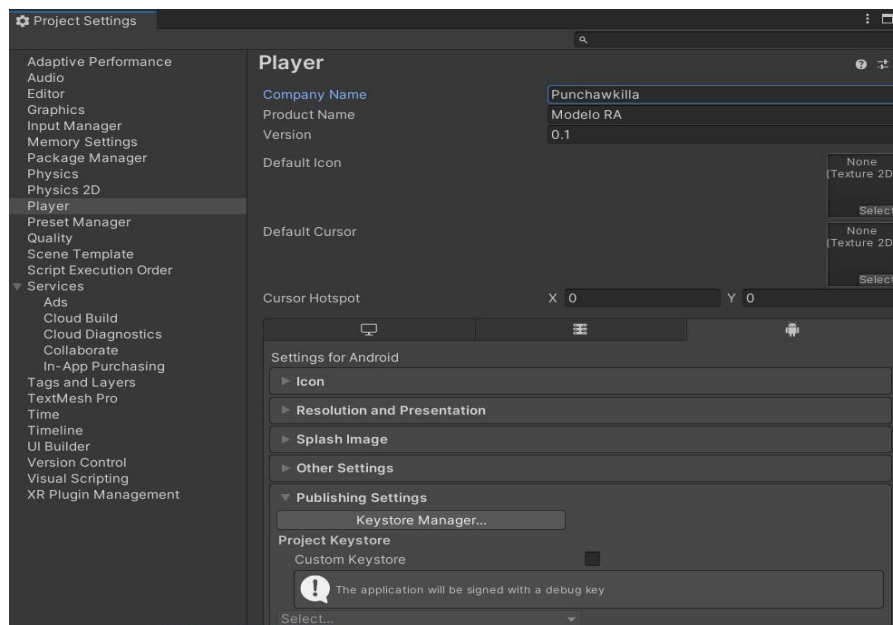 Project Settings
Adaptive Performance
Audio
Editor
Graphics
Input Manager
Memory Settings
Package Manager
Physics
Physics 2D
Player
Preset Manager
Quality
Scene Template
Script Execution Order
Services
Ads
Cloud Build
Cloud Diagnostics
Collaborate
In-App Purchasing
Tags and Layers
TextMesh Pro
Time
Timeline
UI Builder
Version Control
Visual Scripting
XR Plugin Management
Player
Company Name Punchawkilla
Product Name Modelo RA
Version 0.1
Default Icon
None
(Texture 2D
Select
Default Cursor
None
(Texture 2D
Select
Cursor Hotspot X 0 Y 0
Settings for Android
Icon
Resolution and Presentation
Splash Image
Other Settings
Publishing Settings
Keystore Manager...
Project Keystore
Custom Keystore
The application will be signed with a debug key
Select...